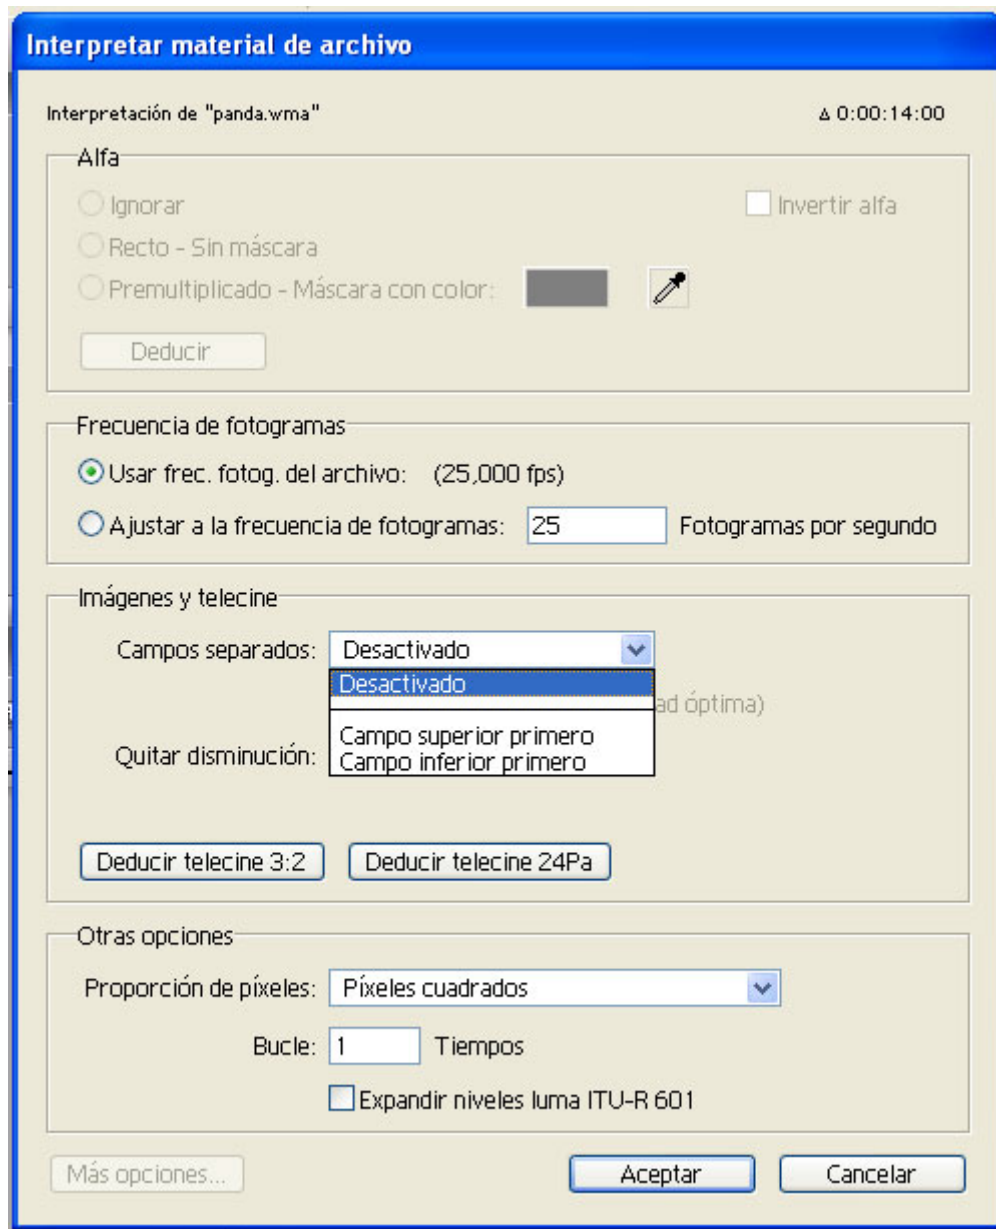 Interpretar material de archivo
Interpretación de "panda.wma" Δ 0:00:14:00
Alfa
Ignorar Invertir alfa
Recto - Sin máscara
Premultiplicado - Máscara con color:
Deducir
Frecuencia de fotogramas
Usar frec. fotog. del archivo: (25,000 fps)
Ajustar a la frecuencia de fotogramas: 25 Fotogramas por segundo
Imágenes y telecine
Campos separados: Desactivado
Desactivado
óptima)
Campo superior primero
Quitar disminución:
Campo inferior primero
Deducir telecine 3:2 Deducir telecine 24Pa
Otras opciones
Proporción de píxeles: Píxeles cuadrados
Bucle: 1 Tiempos
Expandir niveles luma ITU-R 601
Más opciones... Aceptar Cancelar